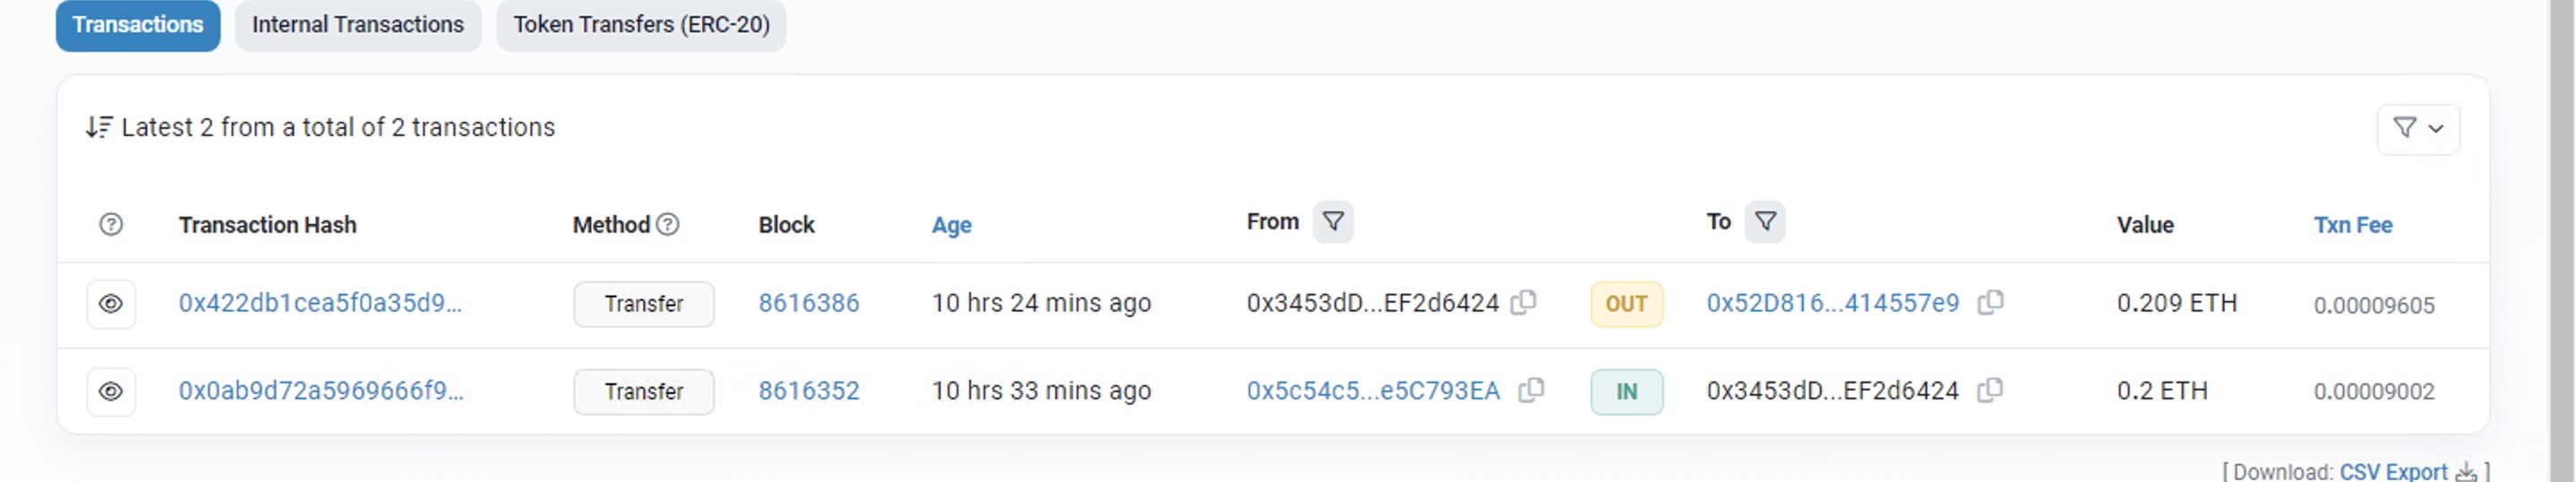 Transactions Internal Transactions Token Transfers (ERC-20)
Latest 2 from a total of 2 transactions
Transaction Hash Method Block Age From To Value Txn Fee
0x422db1cea5f0a35d9... Transfer 8616386 10 hrs 24 mins ago 0x3453dD...EF2d6424 OUT 0x52D816...414557e9 0.209 ETH 0.00009605
0x0ab9d72a5969666f9... Transfer 8616352 10 hrs 33 mins ago 0x5c54c5...e5C793EA IN 0x3453dD...EF2d6424 0.2 ETH 0.00009002
[ Download: CSV Export ]